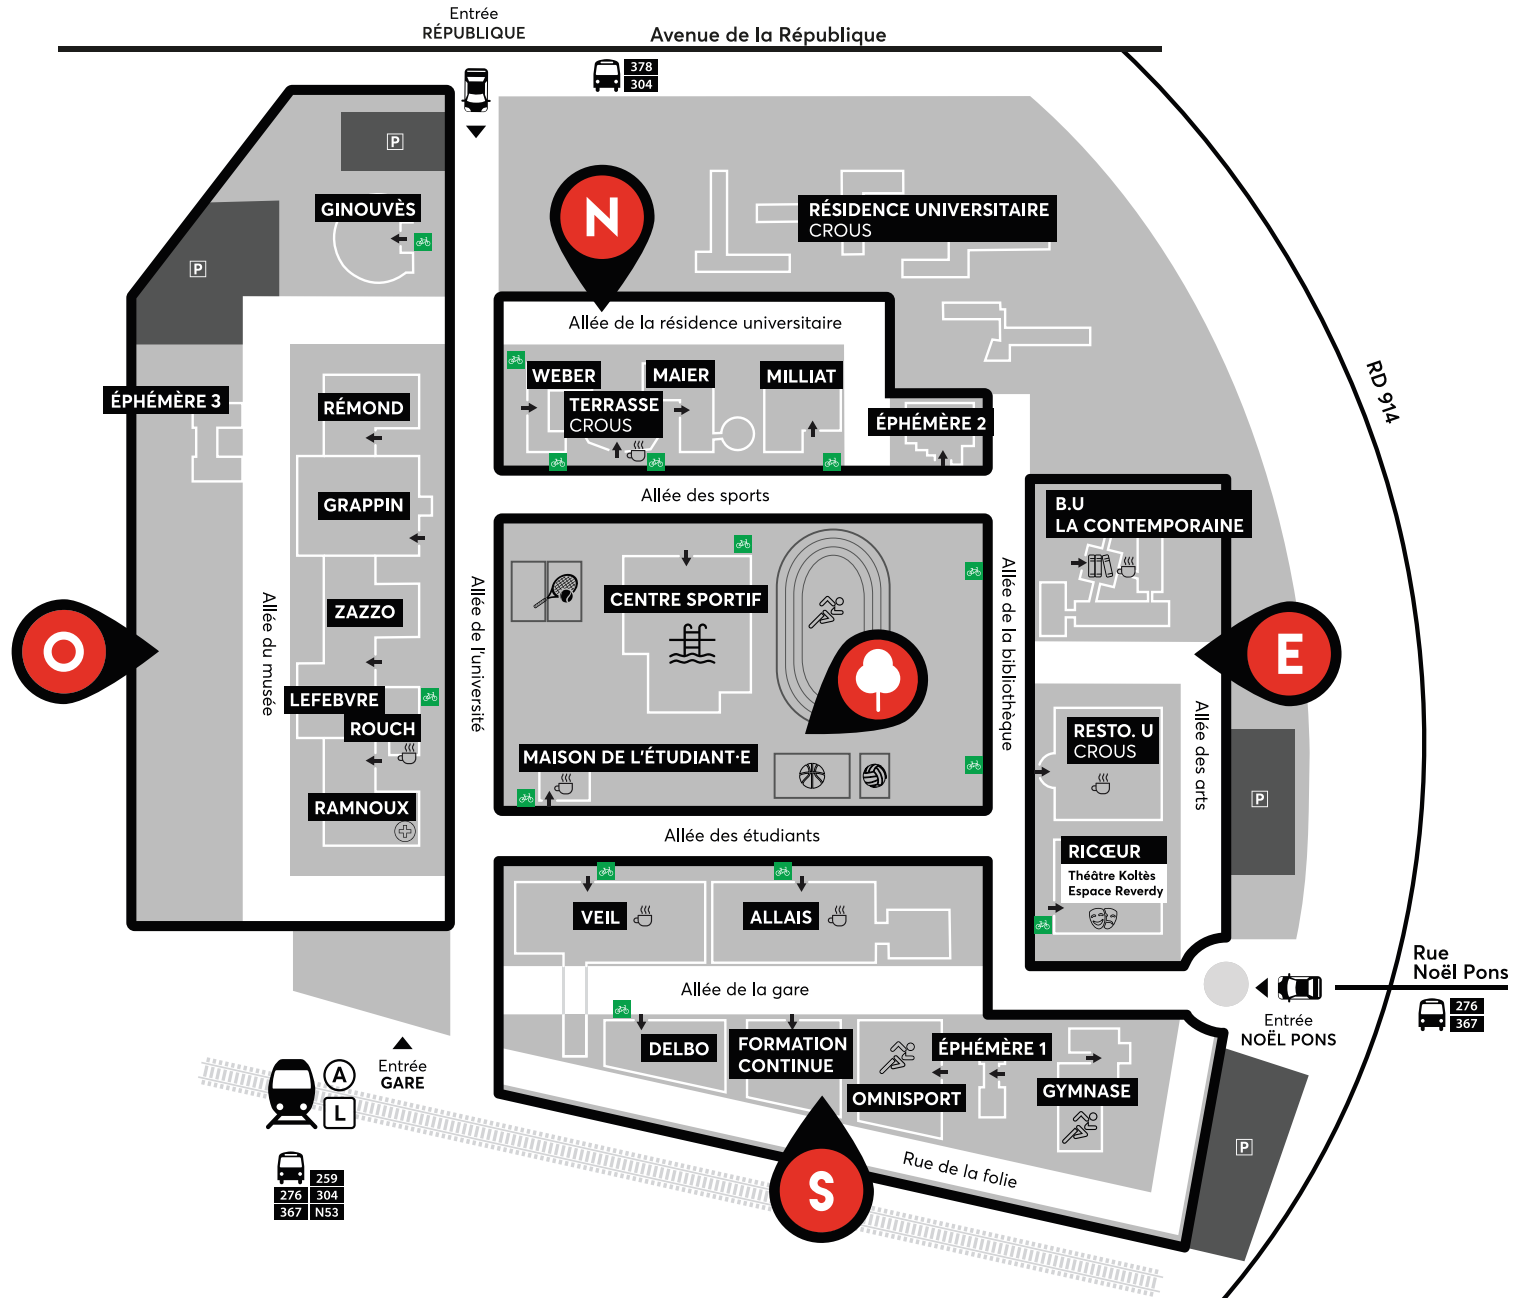 Entrée
RÉPUBLIQUE
Avenue de la République
378
304
P
GINOUVÈS
P
N
RÉSIDENCE UNIVERSITAIRE
CROUS
Allée de la résidence universitaire
RD 914
ÉPHÉMÈRE 3
RÉMOND
WEBER
MAIER
MILLIAT
TERRASSE
CROUS
ÉPHÉMÈRE 2
GRAPPIN
Allée des sports
B.U
LA CONTEMPORAINE
O
Allée du musée
ZAZZO
Allée de l'université
CENTRE SPORTIF
Allée de la bibliothèque
E
LEFEBVRE
ROUCH
MAISON DE L'ÉTUDIANT·E
RESTO. U
CROUS
Allée des arts
P
RAMNOUX
Allée des étudiants
RICŒUR
Théâtre Koltès
Espace Reverdy
VEIL
ALLAIS
Rue
Noël Pons
276
367
Allée de la gare
Entrée
NOËL PONS
DELBO
FORMATION
CONTINUE
ÉPHÉMÈRE 1
OMNISPORT
GYMNASE
Entrée
GARE
A
L
P
Rue de la folie
S
259
276 304
367 N53